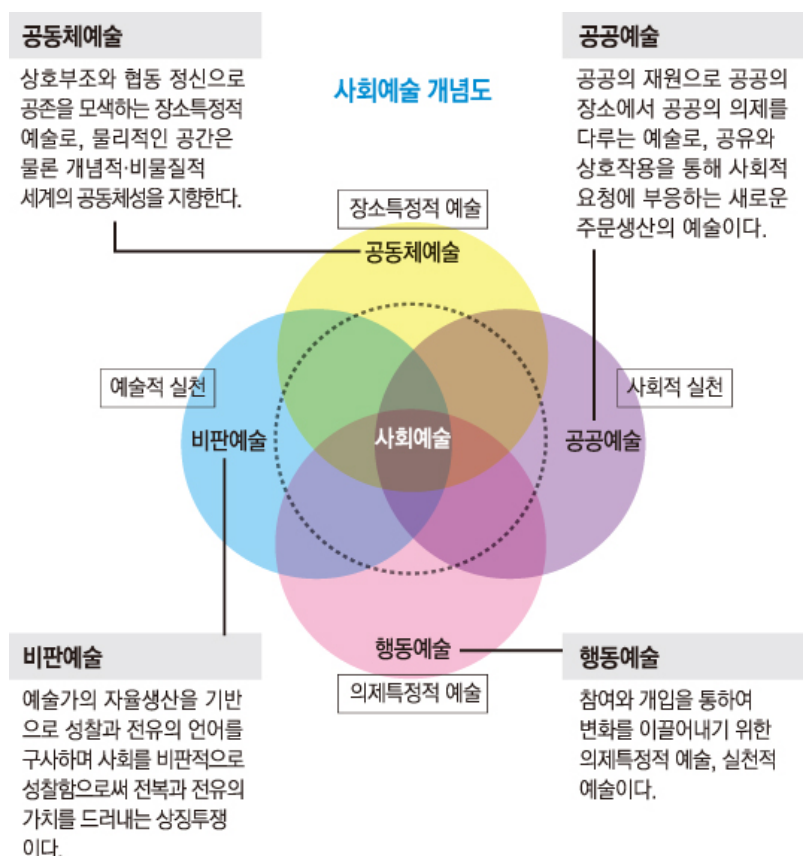 공동체예술
상호부조와 협동 정신으로
공존을 모색하는 장소특정적
예술로, 물리적인 공간은
물론 개념적·비물질적
세계의 공동체성을 지향한다.
사회예술 개념도
공공예술
공공의 재원으로 공공의
장소에서 공공의 의제를
다루는 예술로, 공유와
상호작용을 통해 사회적
요청에 부응하는 새로운
주문생산의 예술이다.
장소특정적 예술
공동체예술
예술적 실천
사회적 실천
비판예술
사회예술
공공예술
행동예술
의제특정적 예술
비판예술
예술가의 자율생산을 기반
으로 성찰과 전유의 언어를
구사하며 사회를 비판적으로
성찰함으로써 전복과 전유의
가치를 드러내는 상징투쟁
이다.
행동예술
참여와 개입을 통하여
변화를 이끌어내기 위한
의제특정적 예술, 실천적
예술이다.